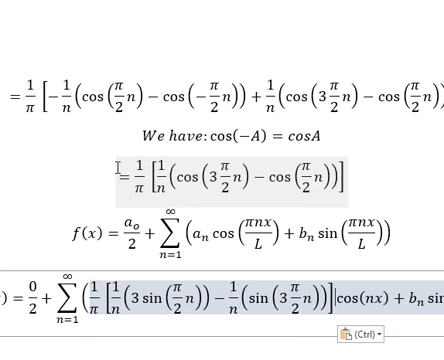 = 1/π [−1/n (cos(π/2 n) − cos(−π/2 n)) + 1/n (cos(3 π/2 n) − cos(π/2 n))
We have: cos(−A) = cosA
= 1/π [1/n (cos(3 π/2 n) − cos(π/2 n))]
f(x) = a_o/2 + ∑_{n=1}^{∞} (a_n cos(πnx/L) + b_n sin(πnx/L))
) = 0/2 + ∑_{n=1}^{∞} (1/π [1/n (3 sin(π/2 n)) − 1/n (sin(3 π/2 n))] cos(nx) + b_n sin
(Ctrl)